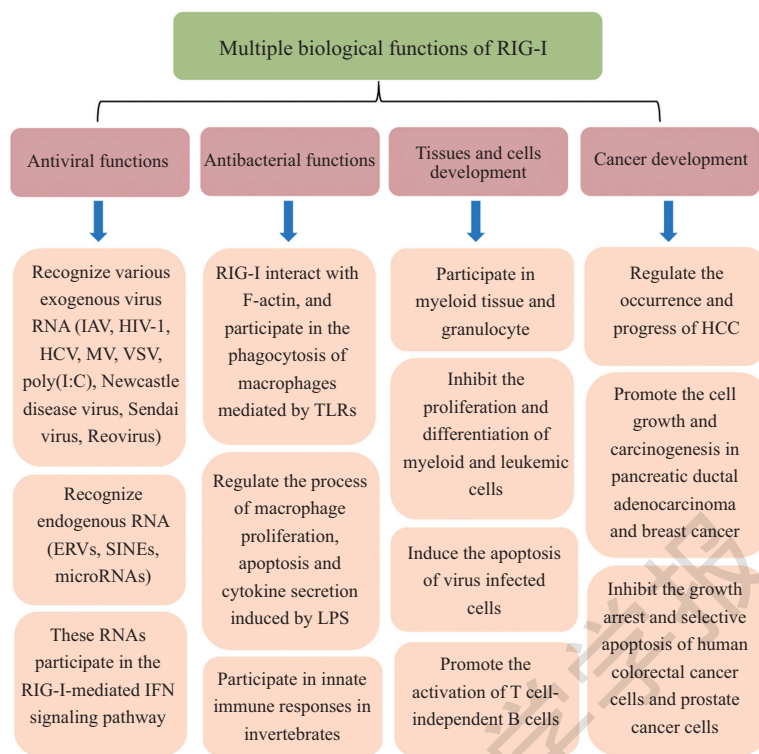 Multiple biological functions of RIG-I
Antiviral functions
Recognize various
exogenous virus
RNA (IAV, HIV-1,
HCV, MV, VSV,
poly(I:C), Newcastle
disease virus, Sendai
virus, Reovirus)
Recognize
endogenous RNA
(ERVs, SINEs,
microRNAs)
These RNAs
participate in the
RIG-I-mediated IFN
signaling pathway
Antibacterial functions
RIG-I interact with
F-actin, and
participate in the
phagocytosis of
macrophages
mediated by TLRs
Regulate the process
of macrophage
proliferation,
apoptosis and
cytokine secretion
induced by LPS
Participate in innate
immune responses in
invertebrates
Tissues and cells
development
Participate in
myeloid tissue and
granulocyte
Inhibit the
proliferation and
differentiation of
myeloid and leukemic
cells
Induce the apoptosis
of virus infected
cells
Promote the
activation of T cell-
independent B cells
Cancer development
Regulate the
occurrence and
progress of HCC
Promote the cell
growth and
carcinogenesis in
pancreatic ductal
adenocarcinoma
and breast cancer
Inhibit the growth
arrest and selective
apoptosis of human
colorectal cancer
cells and prostate
cancer cells
学学报